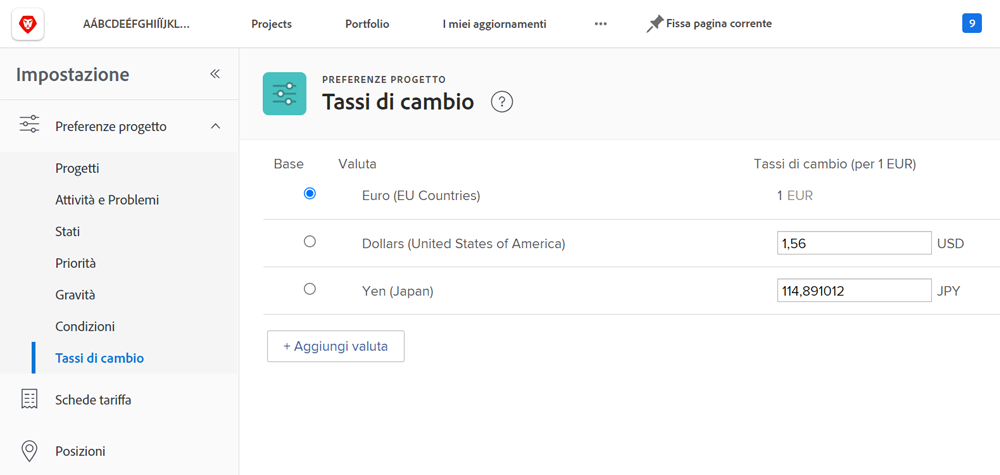 AÁBCDEÉFGHIÍÏJKL... Projects Portfolio I miei aggiornamenti ••• Fissa pagina corrente 9
Impostazione
Preferenze progetto
Progetti
Attività e Problemi
Stati
Priorità
Gravità
Condizioni
Tassi di cambio
Schede tariffa
Posizioni
PREFERENZE PROGETTO
Tassi di cambio ?
Base Valuta Tassi di cambio (per 1 EUR)
Euro (EU Countries) 1 EUR
Dollars (United States of America) 1,56 USD
Yen (Japan) 114,891012 JPY
+ Aggiungi valuta